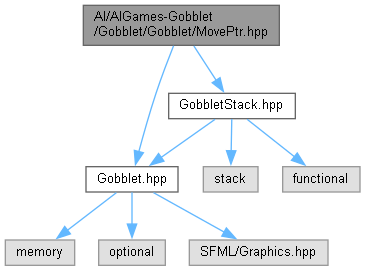 AI/AIGames-Gobblet
/Gobblet/Gobblet/MovePtr.hpp
GobbletStack.hpp
Gobblet.hpp
stack
functional
memory
optional
SFML/Graphics.hpp